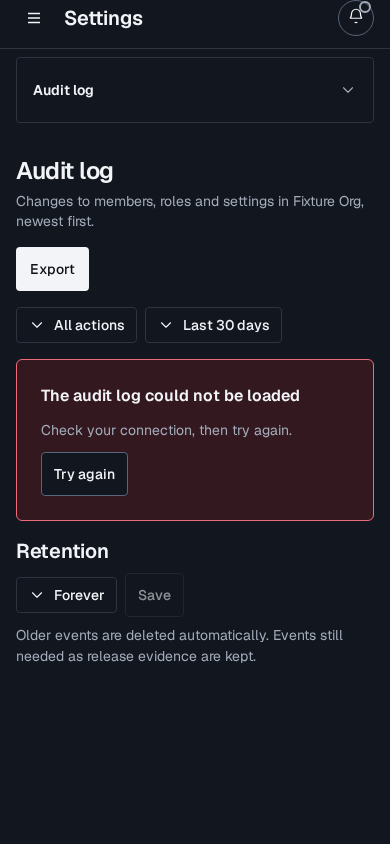 Settings
Audit log
Audit log
Changes to members, roles and settings in Fixture Org,
newest first.
Export
All actions
Last 30 days
The audit log could not be loaded
Check your connection, then try again.
Try again
Retention
Forever
Save
Older events are deleted automatically. Events still
needed as release evidence are kept.